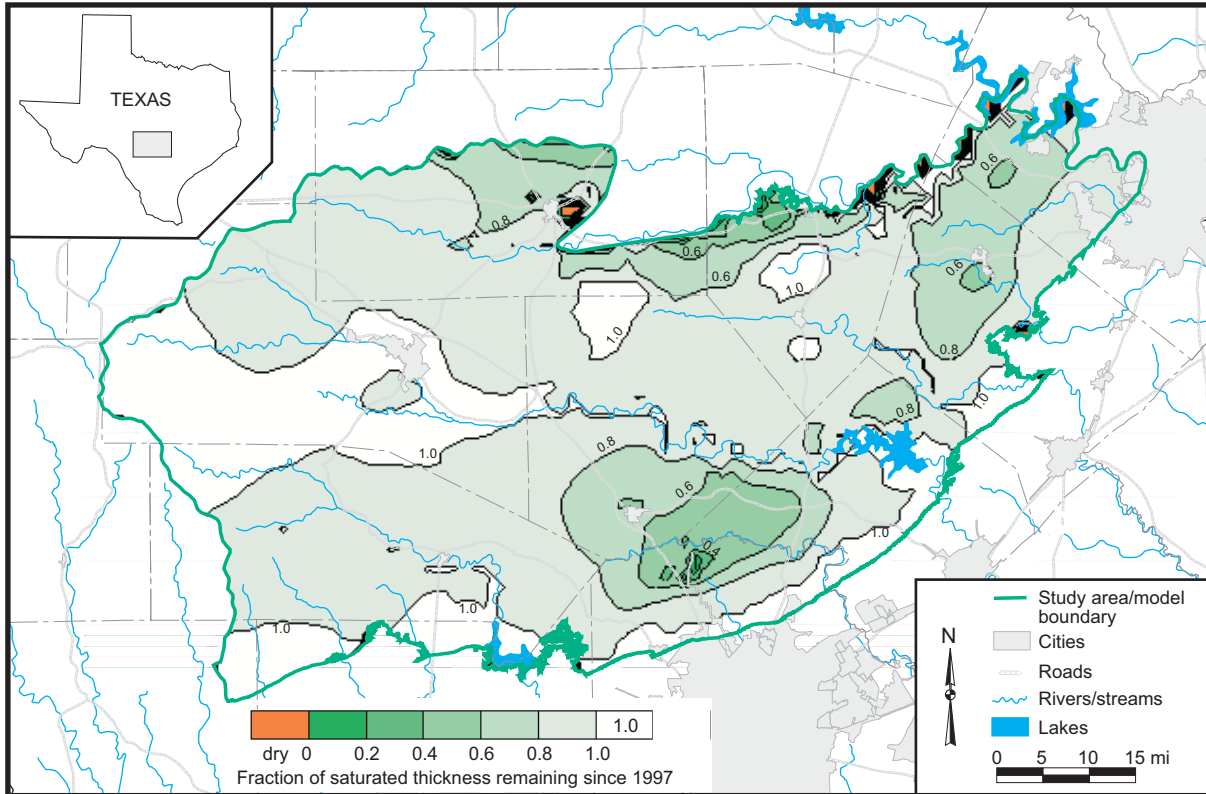 TEXAS
0.8
0.6
0.6
0.6
1.0
1.0
0.6
0.8
0.8
1.0
1.0
0.8
0.6
0.4
1.0
1.0
1.0
N
Study area/model
boundary
Cities
Roads
Rivers/streams
Lakes
0 5 10 15 mi
1.0
dry 0 0.2 0.4 0.6 0.8 1.0
Fraction of saturated thickness remaining since 1997